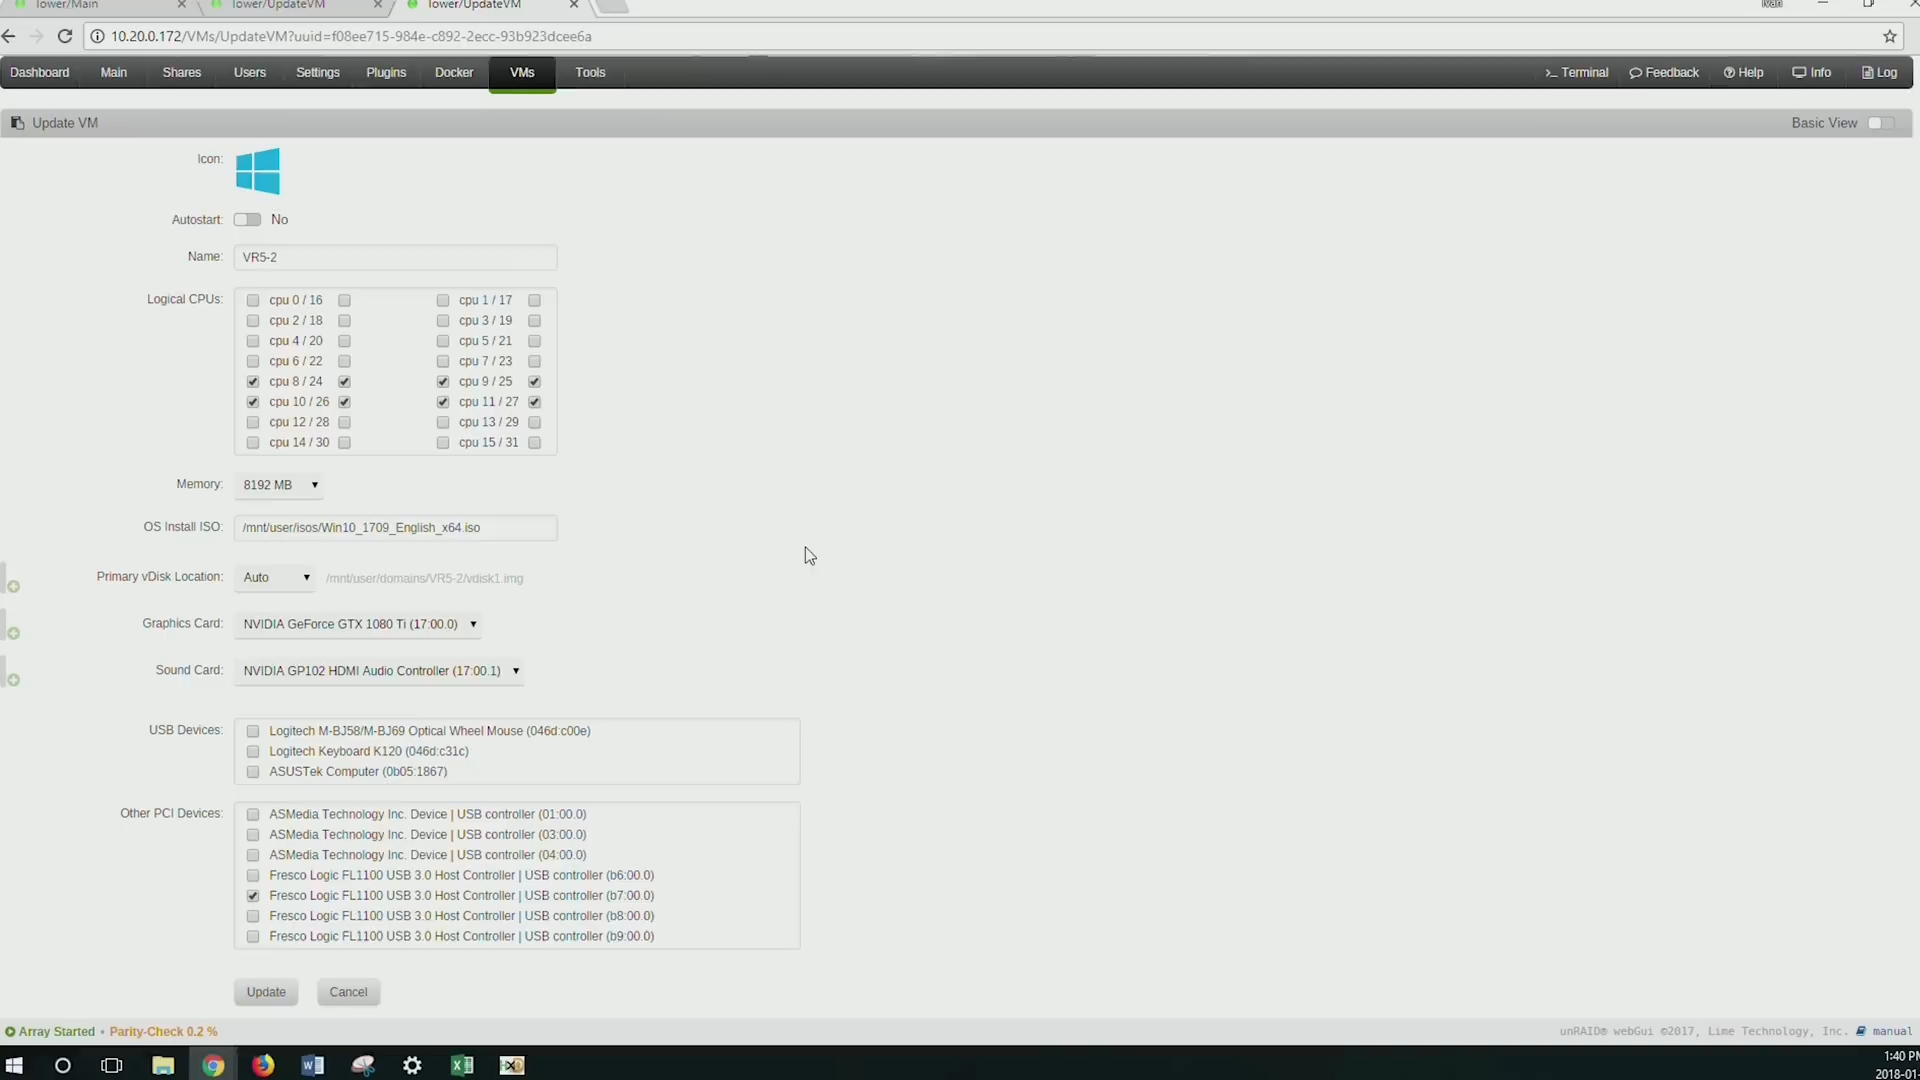 Tower/Main
Tower/UpdateVM
Tower/UpdateVM
Ivan
10.20.0.172/VMs/UpdateVM?uuid=f08ee715-984e-c892-2ecc-93b923dcee6a
Dashboard Main Shares Users Settings Plugins Docker VMs Tools Terminal Feedback Help Info Log
Update VM Basic View
Icon:
Autostart: No
Name: VR5-2
Logical CPUs: cpu 0 / 16 cpu 1 / 17
cpu 2 / 18 cpu 3 / 19
cpu 4 / 20 cpu 5 / 21
cpu 6 / 22 cpu 7 / 23
cpu 8 / 24 cpu 9 / 25
cpu 10 / 26 cpu 11 / 27
cpu 12 / 28 cpu 13 / 29
cpu 14 / 30 cpu 15 / 31
Memory: 8192 MB
OS Install ISO: /mnt/user/isos/Win10_1709_English_x64.iso
Primary vDisk Location: Auto /mnt/user/domains/VR5-2/vdisk1.img
Graphics Card: NVIDIA GeForce GTX 1080 Ti (17:00.0)
Sound Card: NVIDIA GP102 HDMI Audio Controller (17:00.1)
USB Devices: Logitech M-BJ58/M-BJ69 Optical Wheel Mouse (046d:c00e)
Logitech Keyboard K120 (046d:c31c)
ASUSTek Computer (0b05:1867)
Other PCI Devices: ASMedia Technology Inc. Device | USB controller (01:00.0)
ASMedia Technology Inc. Device | USB controller (03:00.0)
ASMedia Technology Inc. Device | USB controller (04:00.0)
Fresco Logic FL1100 USB 3.0 Host Controller | USB controller (b6:00.0)
Fresco Logic FL1100 USB 3.0 Host Controller | USB controller (b7:00.0)
Fresco Logic FL1100 USB 3.0 Host Controller | USB controller (b8:00.0)
Fresco Logic FL1100 USB 3.0 Host Controller | USB controller (b9:00.0)
Update Cancel
Array Started • Parity-Check 0.2 % unRAID® webGui ©2017, Lime Technology, Inc. manual
1:40 PM
2018-01-